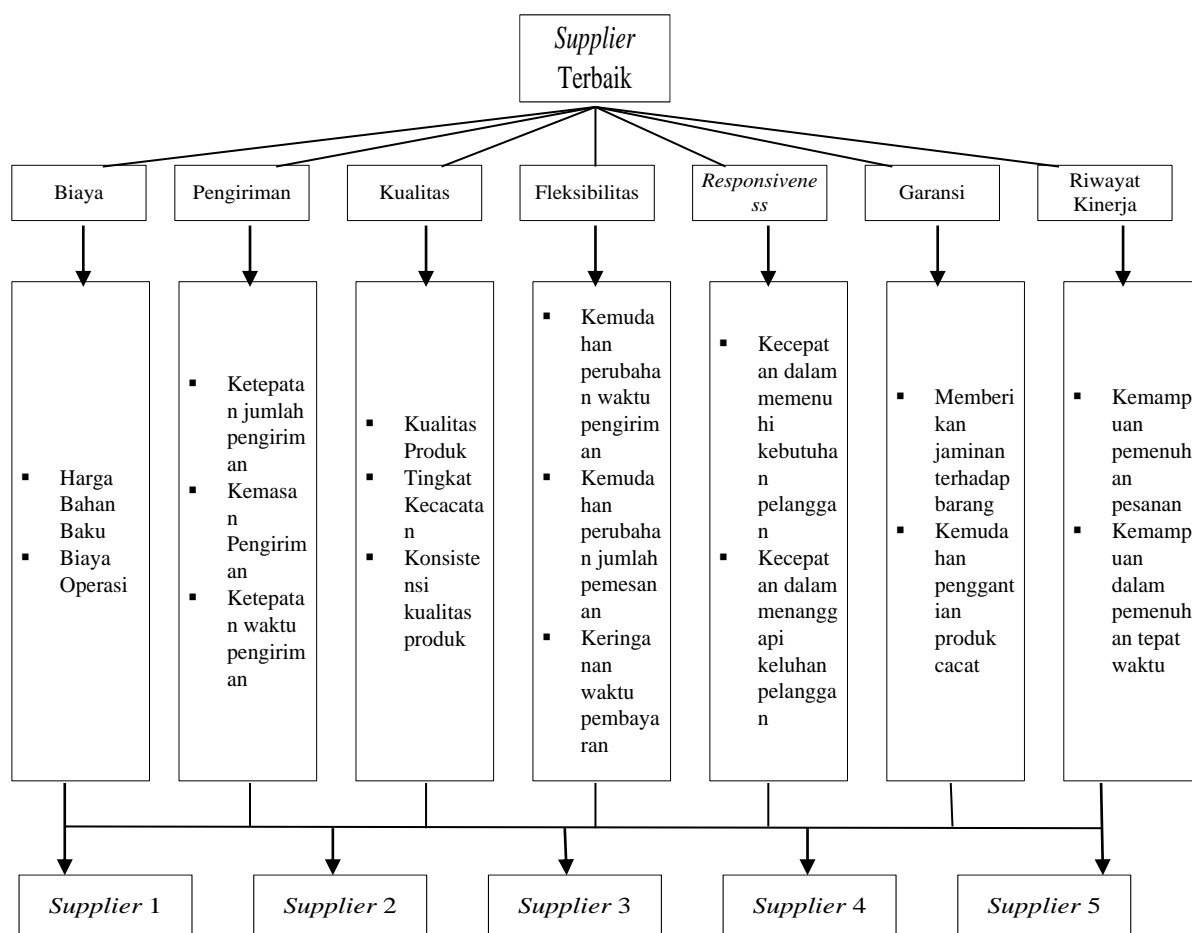 Supplier
Terbaik
Biaya
Pengiriman
Kualitas
Fleksibilitas
Responsivene
ss
Garansi
Riwayat
Kinerja
▪ Harga
Bahan
Baku
▪ Biaya
Operasi
▪ Ketepata
n jumlah
pengirim
an
▪ Kemasa
n
Pengirim
an
▪ Ketepata
n waktu
pengirim
an
▪ Kualitas
Produk
▪ Tingkat
Kecacata
n
▪ Konsiste
nsi
kualitas
produk
▪ Kemuda
han
perubaha
n waktu
pengirim
an
▪ Kemuda
han
perubaha
n jumlah
pemesan
an
▪ Keringa
nan
waktu
pembaya
ran
▪ Kecepat
an dalam
memenu
hi
kebutuha
n
pelangga
n
▪ Kecepat
an dalam
menangg
api
keluhan
pelangga
n
▪ Memberi
kan
jaminan
terhadap
barang
▪ Kemuda
han
penggant
ian
produk
cacat
▪ Kemamp
uan
pemenuh
an
pesanan
▪ Kemamp
uan
dalam
pemenuh
an tepat
waktu
Supplier 1
Supplier 2
Supplier 3
Supplier 4
Supplier 5